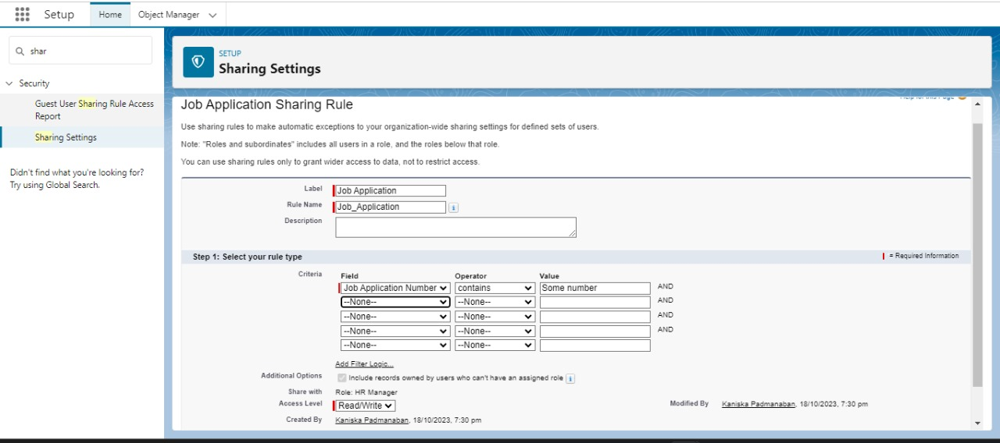 Setup
Home
Object Manager
shar
Security
Guest User Sharing Rule Access
Report
Sharing Settings
Didn't find what you're looking for?
Try using Global Search.
SETUP
Sharing Settings
Help for this Page
Job Application Sharing Rule
Use sharing rules to make automatic exceptions to your organization-wide sharing settings for defined sets of users.
Note: "Roles and subordinates" includes all users in a role, and the roles below that role.
You can use sharing rules only to grant wider access to data, not to restrict access.
Label Job Application
Rule Name Job_Application
Description
Step 1: Select your rule type = Required Information
Criteria
Field Operator Value
Job Application Number contains Some number AND
--None-- --None-- AND
--None-- --None-- AND
--None-- --None-- AND
--None-- --None--
Add Filter Logic...
Additional Options Include records owned by users who can't have an assigned role
Share with Role: HR Manager
Access Level Read/Write Modified By Kaniska Padmanaban, 18/10/2023, 7:30 pm
Created By Kaniska Padmanaban, 18/10/2023, 7:30 pm